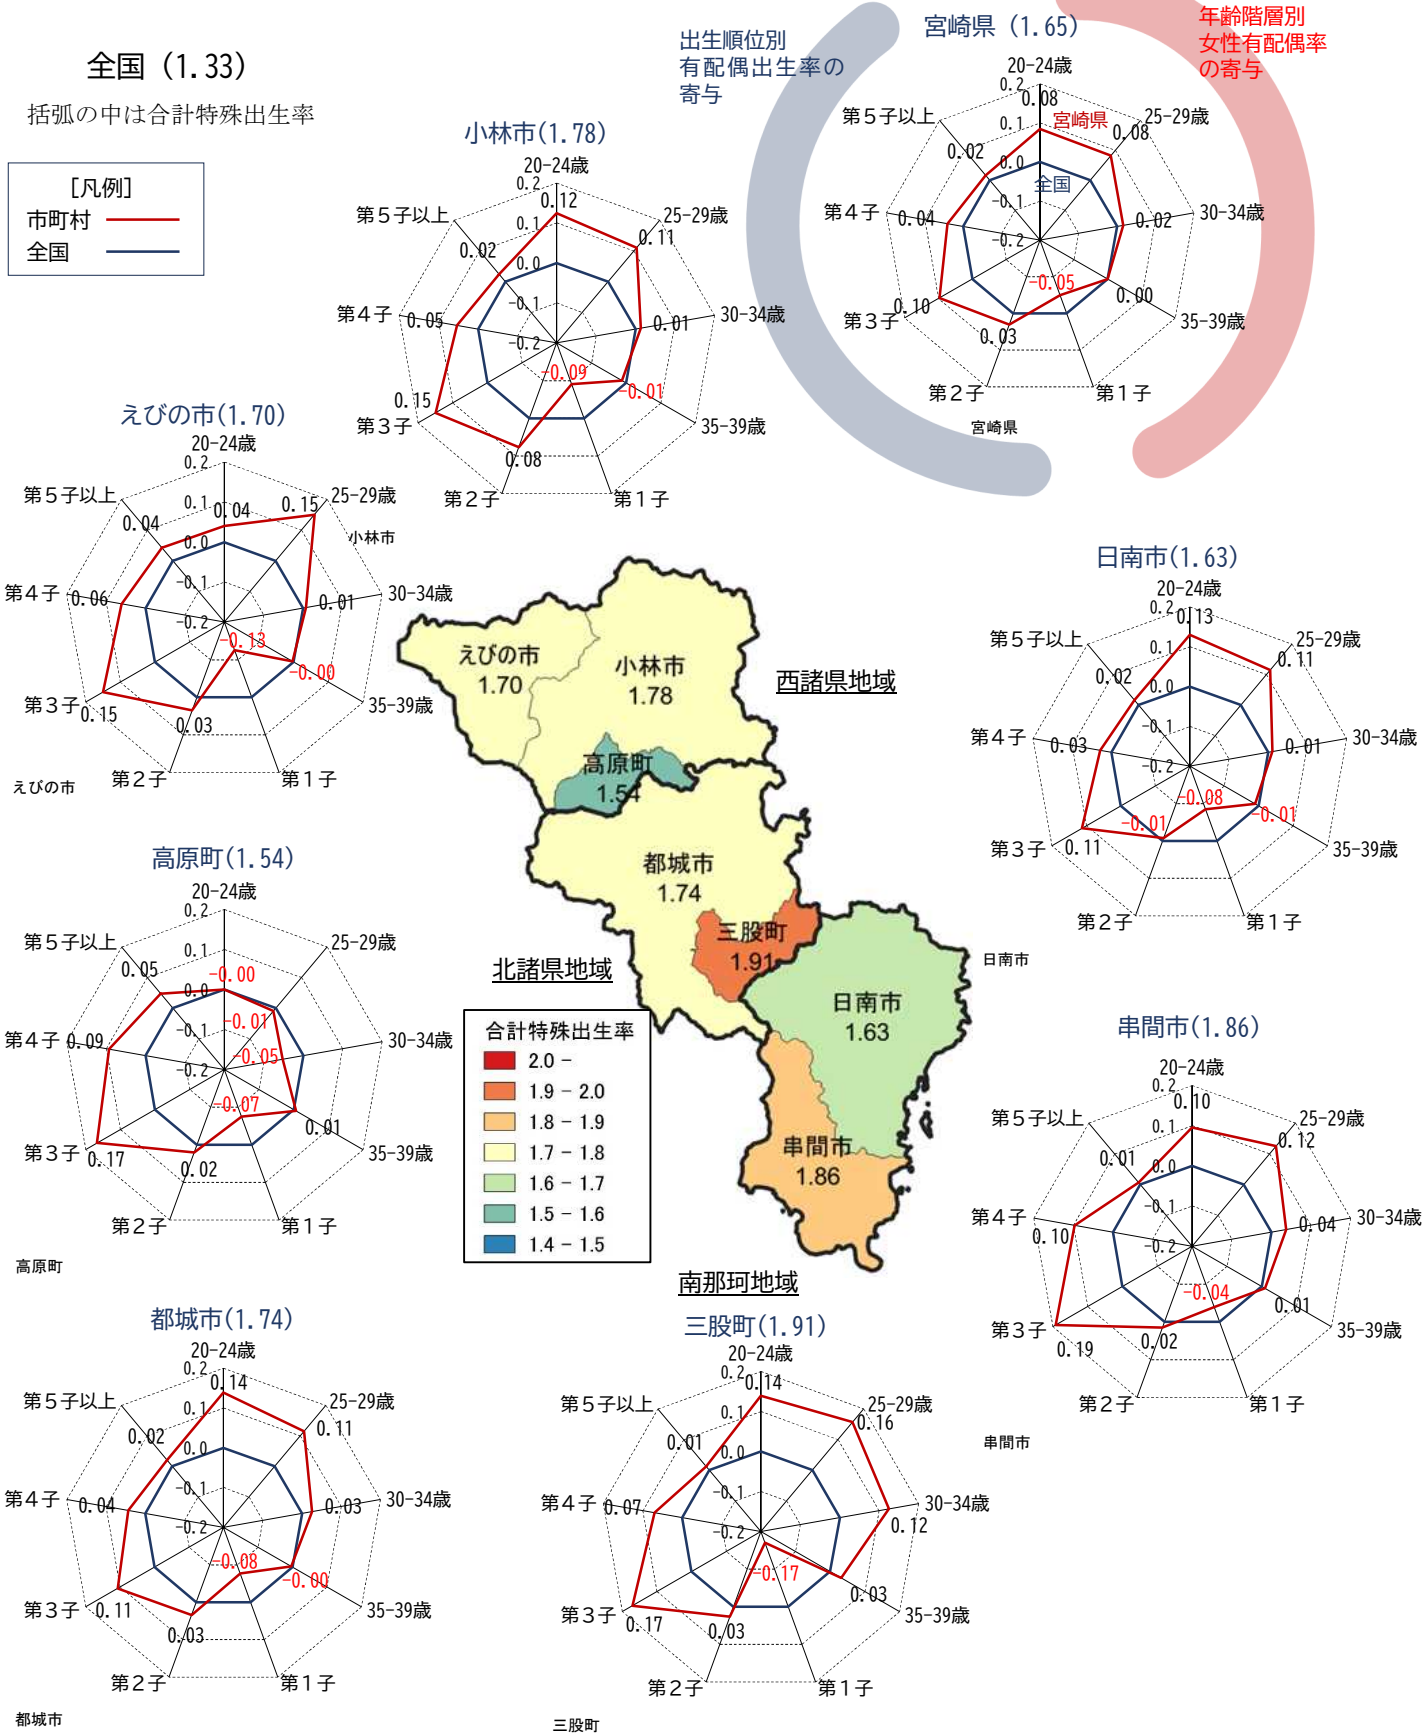 全国 (1.33)
括弧の中は合計特殊出生率
[凡例]
市町村
全国
出生順位別
有配偶出生率の
寄与
年齢階層別
女性有配偶率
の寄与
宮崎県 (1.65)
20-24歳
0.2
0.08
第5子以上
25-29歳
0.1
宮崎県
0.08
0.02
0.0
全国
第4子
0.04
-0.1
0.02
30-34歳
-0.2
-0.05
0.00
第3子
0.10
35-39歳
0.03
第2子
第1子
宮崎県
小林市(1.78)
20-24歳
0.2
0.12
第5子以上
25-29歳
0.1
0.11
0.02
0.0
第4子
0.05
-0.1
0.01
30-34歳
-0.2
-0.09
-0.01
0.15
第3子
35-39歳
0.08
第2子
第1子
小林市
えびの市(1.70)
20-24歳
0.2
第5子以上
25-29歳
0.1
0.04
0.15
0.04
0.0
第4子
0.06
-0.1
0.01
30-34歳
-0.2
-0.13
-0.00
第3子
0.15
35-39歳
0.03
第2子
第1子
えびの市
えびの市
1.70
小林市
1.78
西諸県地域
高原町
1.54
都城市
1.74
三股町
1.91
北諸県地域
日南市
1.63
串間市
1.86
南那珂地域
合計特殊出生率
2.0 -
1.9 - 2.0
1.8 - 1.9
1.7 - 1.8
1.6 - 1.7
1.5 - 1.6
1.4 - 1.5
日南市(1.63)
20-24歳
0.2
0.13
第5子以上
25-29歳
0.1
0.11
0.02
0.0
第4子
0.03
-0.1
0.01
30-34歳
-0.2
-0.08
-0.01
-0.01
第3子
0.11
35-39歳
第2子
第1子
日南市
高原町(1.54)
20-24歳
0.2
第5子以上
25-29歳
0.1
0.05
-0.00
0.0
-0.01
第4子
0.09
-0.1
-0.05
30-34歳
-0.2
-0.07
0.01
第3子
0.17
35-39歳
0.02
第2子
第1子
高原町
串間市(1.86)
20-24歳
0.2
0.10
第5子以上
25-29歳
0.1
0.12
0.01
0.0
第4子
0.10
-0.1
0.04
30-34歳
-0.2
-0.04
0.01
第3子
0.19
35-39歳
0.02
第2子
第1子
串間市
都城市(1.74)
20-24歳
0.2
0.14
第5子以上
25-29歳
0.1
0.11
0.02
0.0
第4子
0.04
-0.1
0.03
30-34歳
-0.2
-0.08
-0.00
第3子
0.11
35-39歳
0.03
第2子
第1子
都城市
三股町(1.91)
20-24歳
0.2
0.14
第5子以上
25-29歳
0.1
0.16
0.01
0.0
第4子
0.07
-0.1
0.12
30-34歳
-0.2
-0.17
0.03
第3子
0.17
35-39歳
0.03
第2子
第1子
三股町